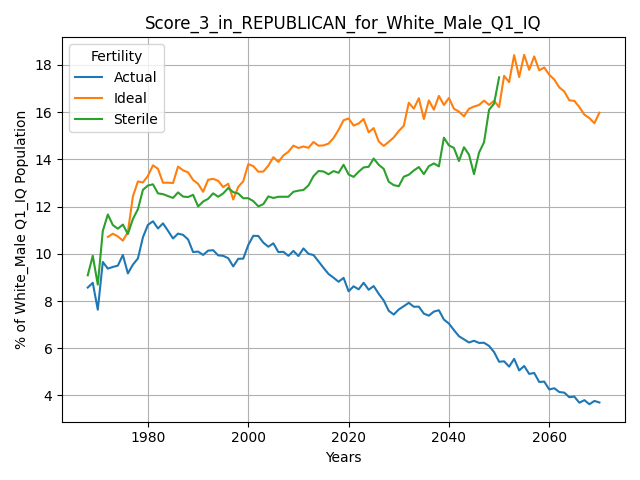 Score_3_in_REPUBLICAN_for_White_Male_Q1_IQ
Fertility
Actual
Ideal
Sterile
% of White_Male Q1_IQ Population
18
16
14
12
10
8
6
4
1980 2000 2020 2040 2060
Years